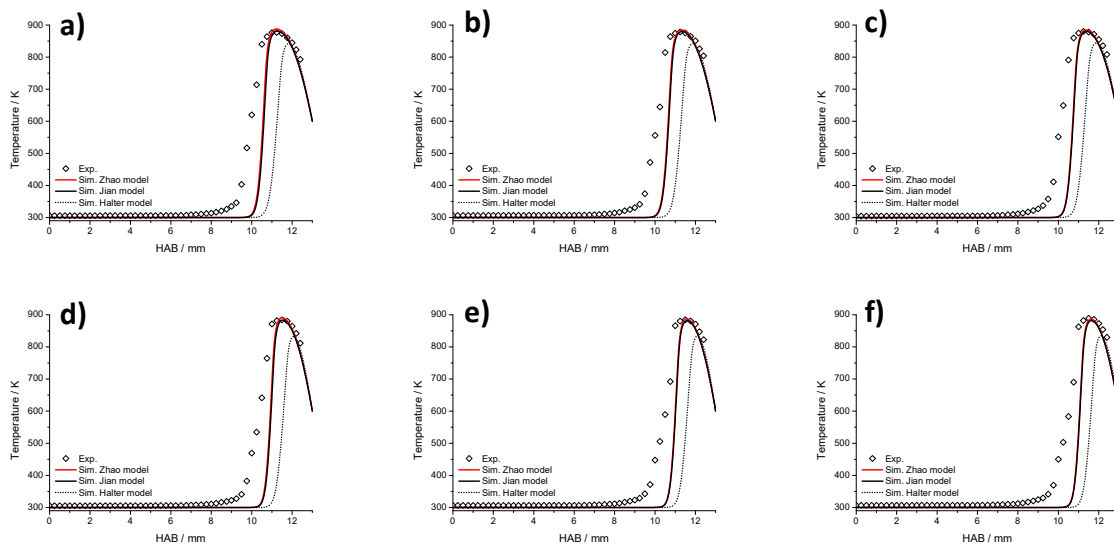 a)
900
800
700
600
500
400
300
Temperature / K
Exp.
Sim. Zhao model
Sim. Jian model
Sim. Halter model
0 2 4 6 8 10 12
HAB / mm
b)
900
800
700
600
500
400
300
Temperature / K
Exp.
Sim. Zhao model
Sim. Jian model
Sim. Halter model
0 2 4 6 8 10 12
HAB / mm
c)
900
800
700
600
500
400
300
Temperature / K
Exp.
Sim. Zhao model
Sim. Jian model
Sim. Halter model
0 2 4 6 8 10 12
HAB / mm
d)
900
800
700
600
500
400
300
Temperature / K
Exp.
Sim. Zhao model
Sim. Jian model
Sim. Halter model
0 2 4 6 8 10 12
HAB / mm
e)
900
800
700
600
500
400
300
Temperature / K
Exp.
Sim. Zhao model
Sim. Jian model
Sim. Halter model
0 2 4 6 8 10 12
HAB / mm
f)
900
800
700
600
500
400
300
Temperature / K
Exp.
Sim. Zhao model
Sim. Jian model
Sim. Halter model
0 2 4 6 8 10 12
HAB / mm